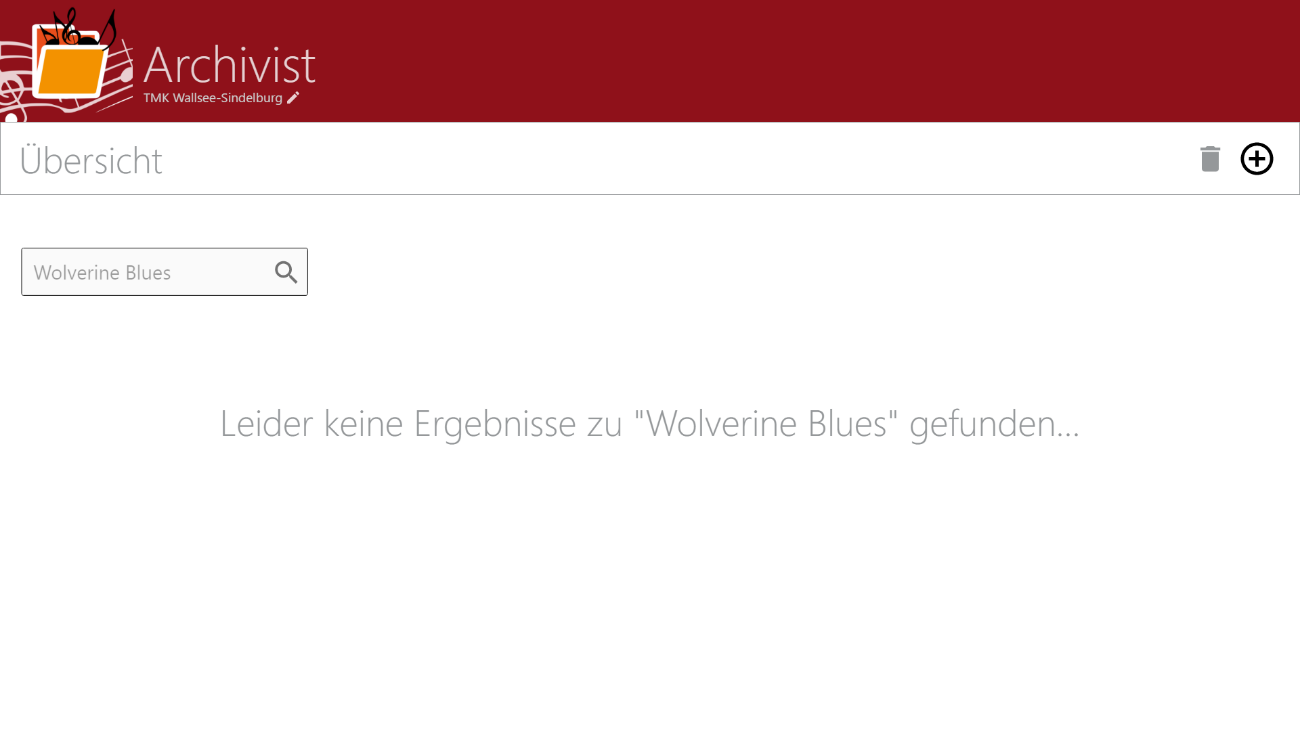 Archivist
TMK Wallsee-Sindelburg
Übersicht
Wolverine Blues
Leider keine Ergebnisse zu "Wolverine Blues" gefunden...